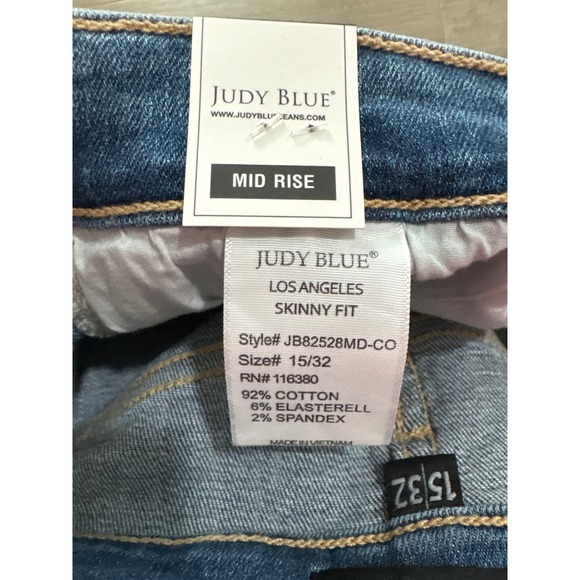 JUDY BLUE®
WWW.JUDYBLUEJEANS.COM
MID RISE
JUDY BLUE®
LOS ANGELES
SKINNY FIT
Style# JB82528MD-CO
Size# 15/32
RN# 116380
92% COTTON
6% ELASTERELL
2% SPANDEX
MADE IN VIETNAM
15|32